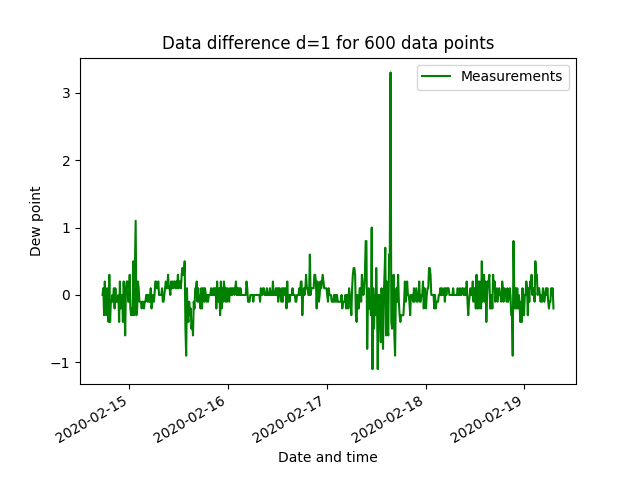 Data difference d=1 for 600 data points
Measurements
3
2
1
0
−1
Dew point
2020-02-15
2020-02-16
2020-02-17
2020-02-18
2020-02-19
Date and time